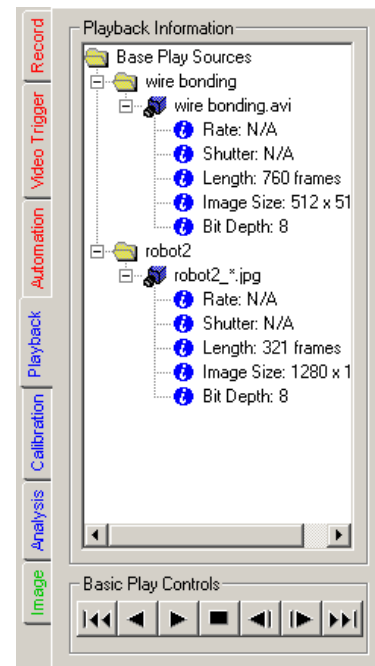 Record
Video Trigger
Automation
Playback
Calibration
Analysis
Image
Playback Information
Base Play Sources
wire bonding
wire bonding.avi
Rate: N/A
Shutter: N/A
Length: 760 frames
Image Size: 512 x 51
Bit Depth: 8
robot2
robot2_*.jpg
Rate: N/A
Shutter: N/A
Length: 321 frames
Image Size: 1280 x 1
Bit Depth: 8
Basic Play Controls